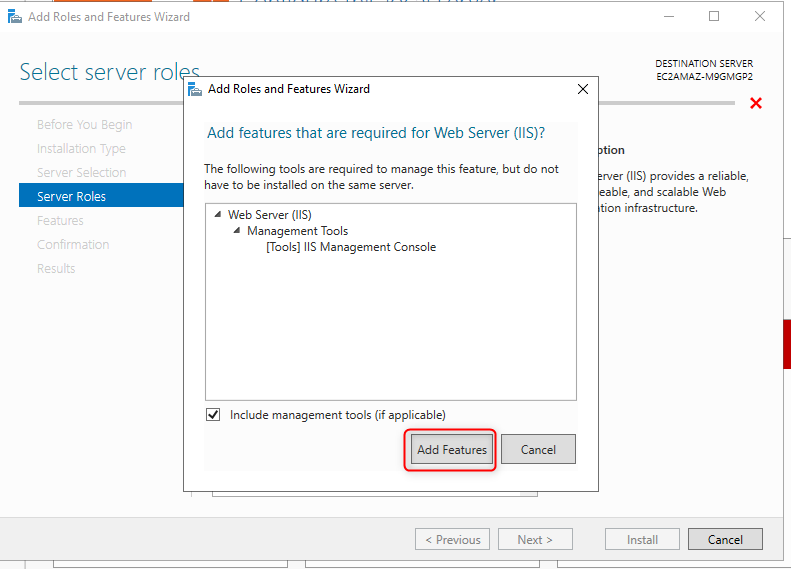 Add Roles and Features Wizard
Select server roles
DESTINATION SERVER
EC2AMAZ-M9GMGP2
Before You Begin
Installation Type
Server Selection
Server Roles
Features
Confirmation
Results
Add Roles and Features Wizard
Add features that are required for Web Server (IIS)?
The following tools are required to manage this feature, but do not
have to be installed on the same server.
Web Server (IIS)
Management Tools
[Tools] IIS Management Console
Include management tools (if applicable)
Add Features
Cancel
(IIS) provides a reliable,
and scalable Web
infrastructure.
< Previous
Next >
Install
Cancel